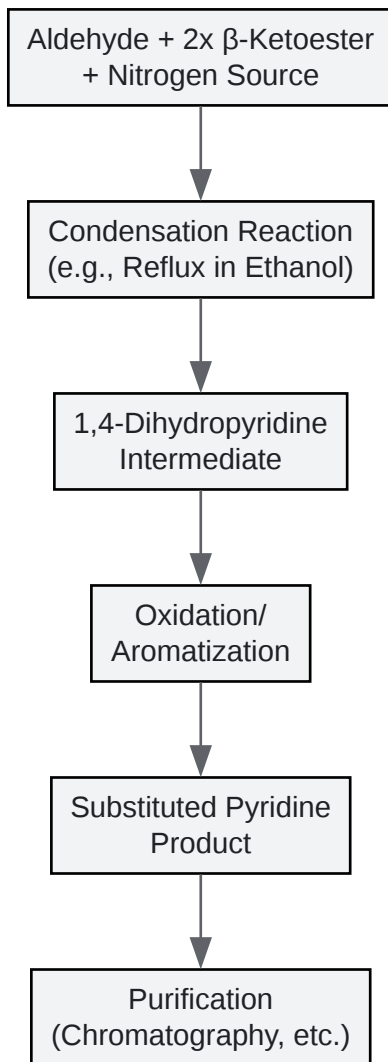 Aldehyde + 2x β-Ketoester
+ Nitrogen Source
Condensation Reaction
(e.g., Reflux in Ethanol)
1,4-Dihydropyridine
Intermediate
Oxidation/
Aromatization
Substituted Pyridine
Product
Purification
(Chromatography, etc.)